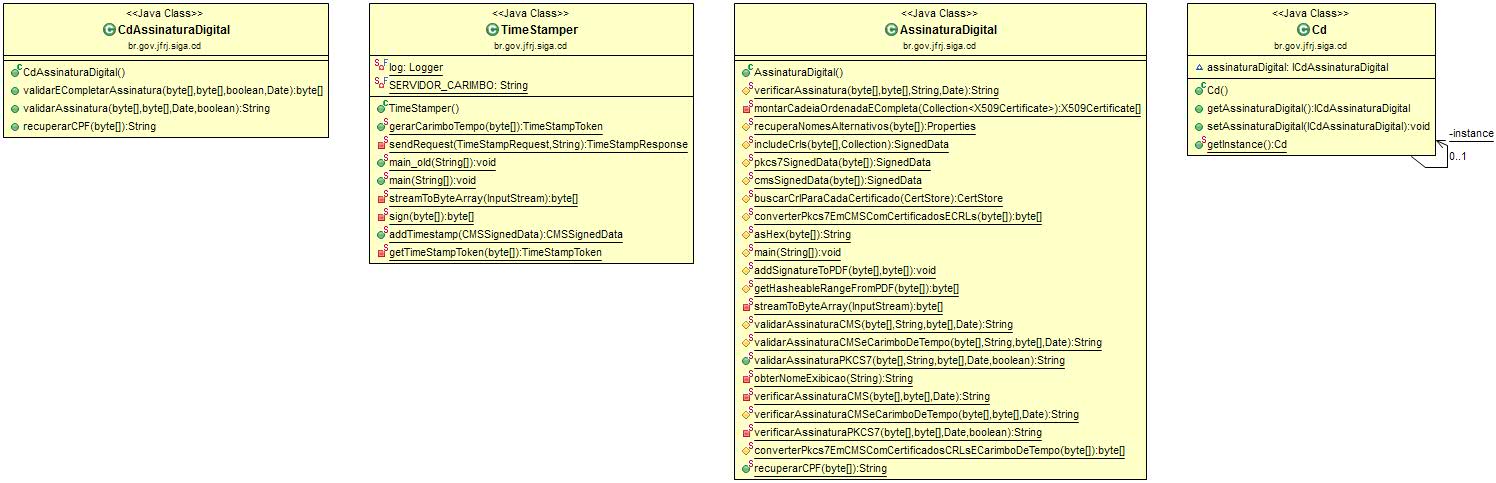 <<Java Class>>
CdAssinaturaDigital
br.gov.jfrj.siga.cd
CdAssinaturaDigital()
validarECompletarAssinatura(byte[],byte[],boolean,Date):byte[]
validarAssinatura(byte[],byte[],Date,boolean):String
recuperarCPF(byte[]):String
<<Java Class>>
TimeStamper
br.gov.jfrj.siga.cd
log: Logger
SERVIDOR_CARIMBO: String
TimeStamper()
gerarCarimboTempo(byte[]):TimeStampToken
sendRequest(TimeStampRequest,String):TimeStampResponse
main_old(String[]):void
main(String[]):void
streamToByteArray(InputStream):byte[]
sign(byte[]):byte[]
addTimestamp(CMSSignedData):CMSSignedData
getTimeStampToken(byte[]):TimeStampToken
<<Java Class>>
AssinaturaDigital
br.gov.jfrj.siga.cd
AssinaturaDigital()
verificarAssinatura(byte[],byte[],String,Date):String
montarCadeiaOrdenadaECompleta(Collection<X509Certificate>):X509Certificate[]
recuperaNomesAlternativos(byte[]):Properties
includeCrls(byte[],Collection):SignedData
pkcs7SignedData(byte[]):SignedData
cmsSignedData(byte[]):SignedData
buscarCrlParaCadaCertificado(CertStore):CertStore
converterPkcs7EmCMSComCertificadosECRLs(byte[]):byte[]
asHex(byte[]):String
main(String[]):void
addSignatureToPDF(byte[],byte[]):void
getHasheableRangeFromPDF(byte[]):byte[]
streamToByteArray(InputStream):byte[]
validarAssinaturaCMS(byte[],String,byte[],Date):String
validarAssinaturaCMSeCarimboDeTempo(byte[],String,byte[],Date):String
validarAssinaturaPKCS7(byte[],String,byte[],Date,boolean):String
obterNomeExibicao(String):String
verificarAssinaturaCMS(byte[],byte[],Date):String
verificarAssinaturaCMSeCarimboDeTempo(byte[],byte[],Date):String
verificarAssinaturaPKCS7(byte[],byte[],Date,boolean):String
converterPkcs7EmCMSComCertificadosCRLsECarimboDeTempo(byte[]):byte[]
recuperarCPF(byte[]):String
<<Java Class>>
Cd
br.gov.jfrj.siga.cd
assinaturaDigital: ICdAssinaturaDigital
Cd()
getAssinaturaDigital():ICdAssinaturaDigital
setAssinaturaDigital(ICdAssinaturaDigital):void
getInstance():Cd
-instance
0..1